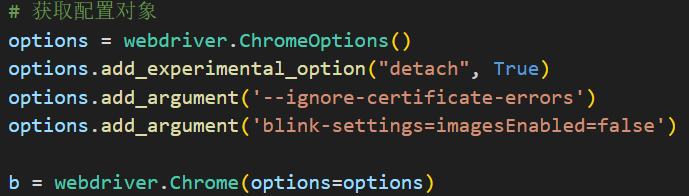 # 获取配置对象
options = webdriver.ChromeOptions()
options.add_experimental_option("detach", True)
options.add_argument('--ignore-certificate-errors')
options.add_argument('blink-settings=imagesEnabled=false')
b = webdriver.Chrome(options=options)